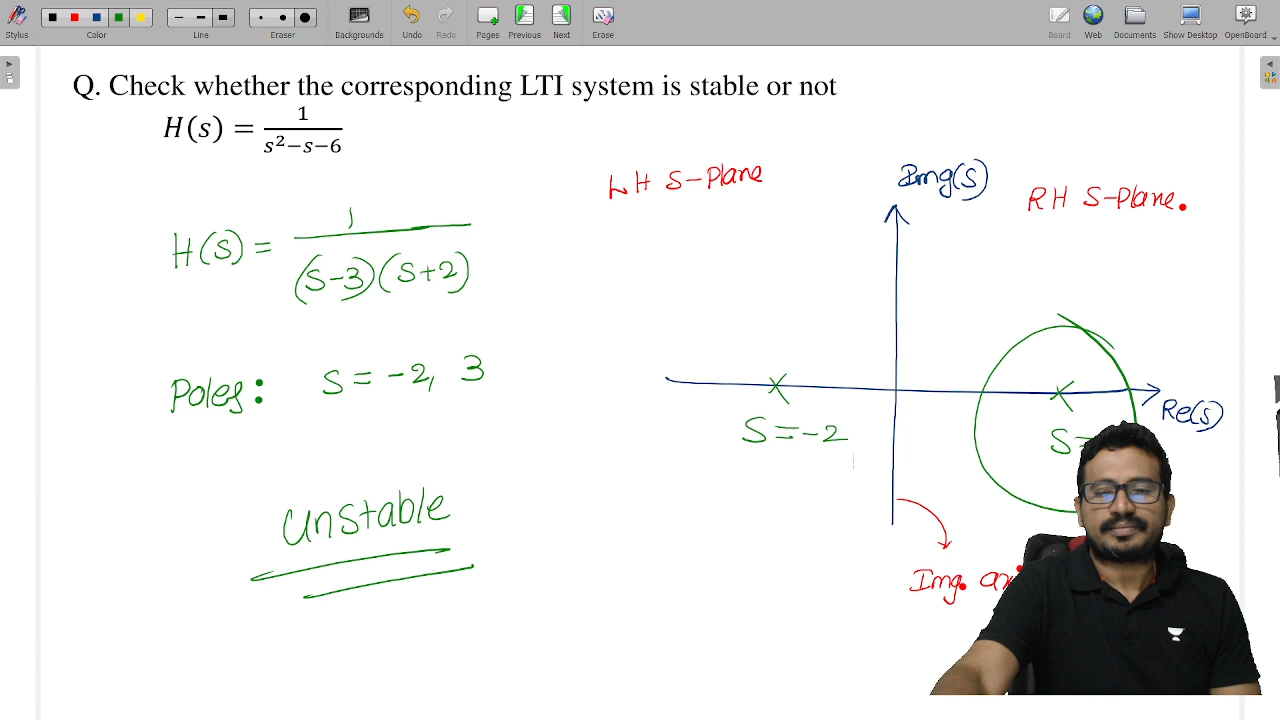 Stylus Color Line Eraser Backgrounds Undo Redo Pages Previous Next Erase Board Web Documents Show Desktop OpenBoard
Q. Check whether the corresponding LTI system is stable or not
H(s) = 1/(s²−s−6)
LH S-Plane
Img(s)
RH S-Plane.
H(s) = 1/((s-3)(s+2))
Poles: s = -2, 3
Re(s)
S = -2
S =
unstable
Img.